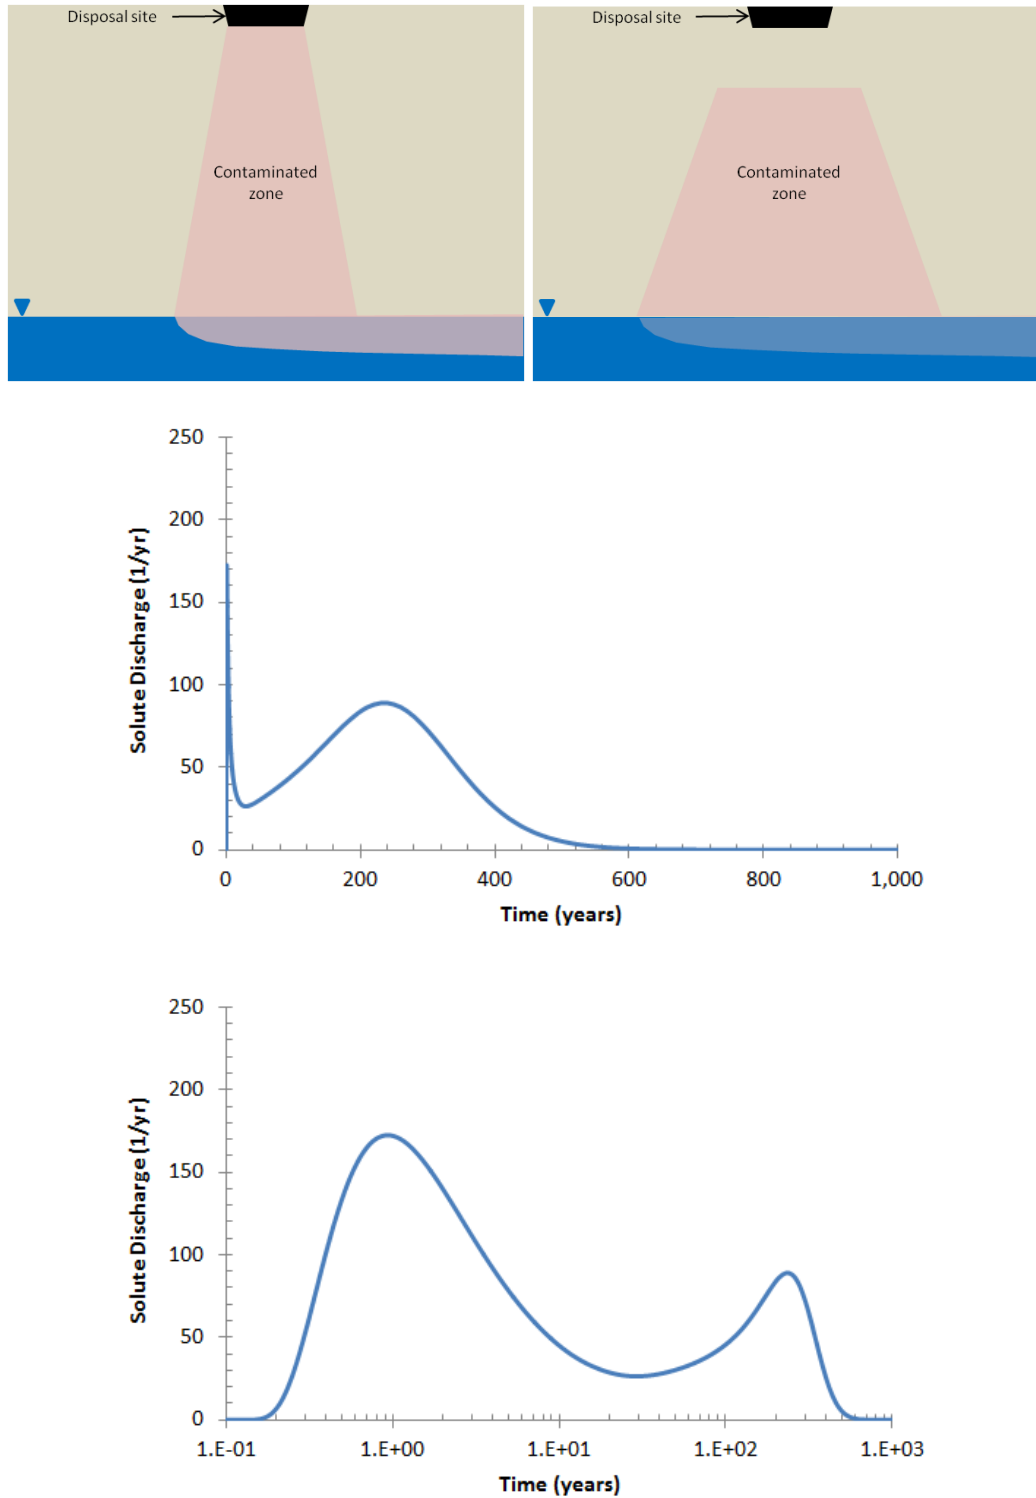 Disposal site
Contaminated
zone
Disposal site
Contaminated
zone
250
200
150
100
50
0
Solute Discharge (1/yr)
0 200 400 600 800 1,000
Time (years)
250
200
150
100
50
0
Solute Discharge (1/yr)
1.E-01 1.E+00 1.E+01 1.E+02 1.E+03
Time (years)